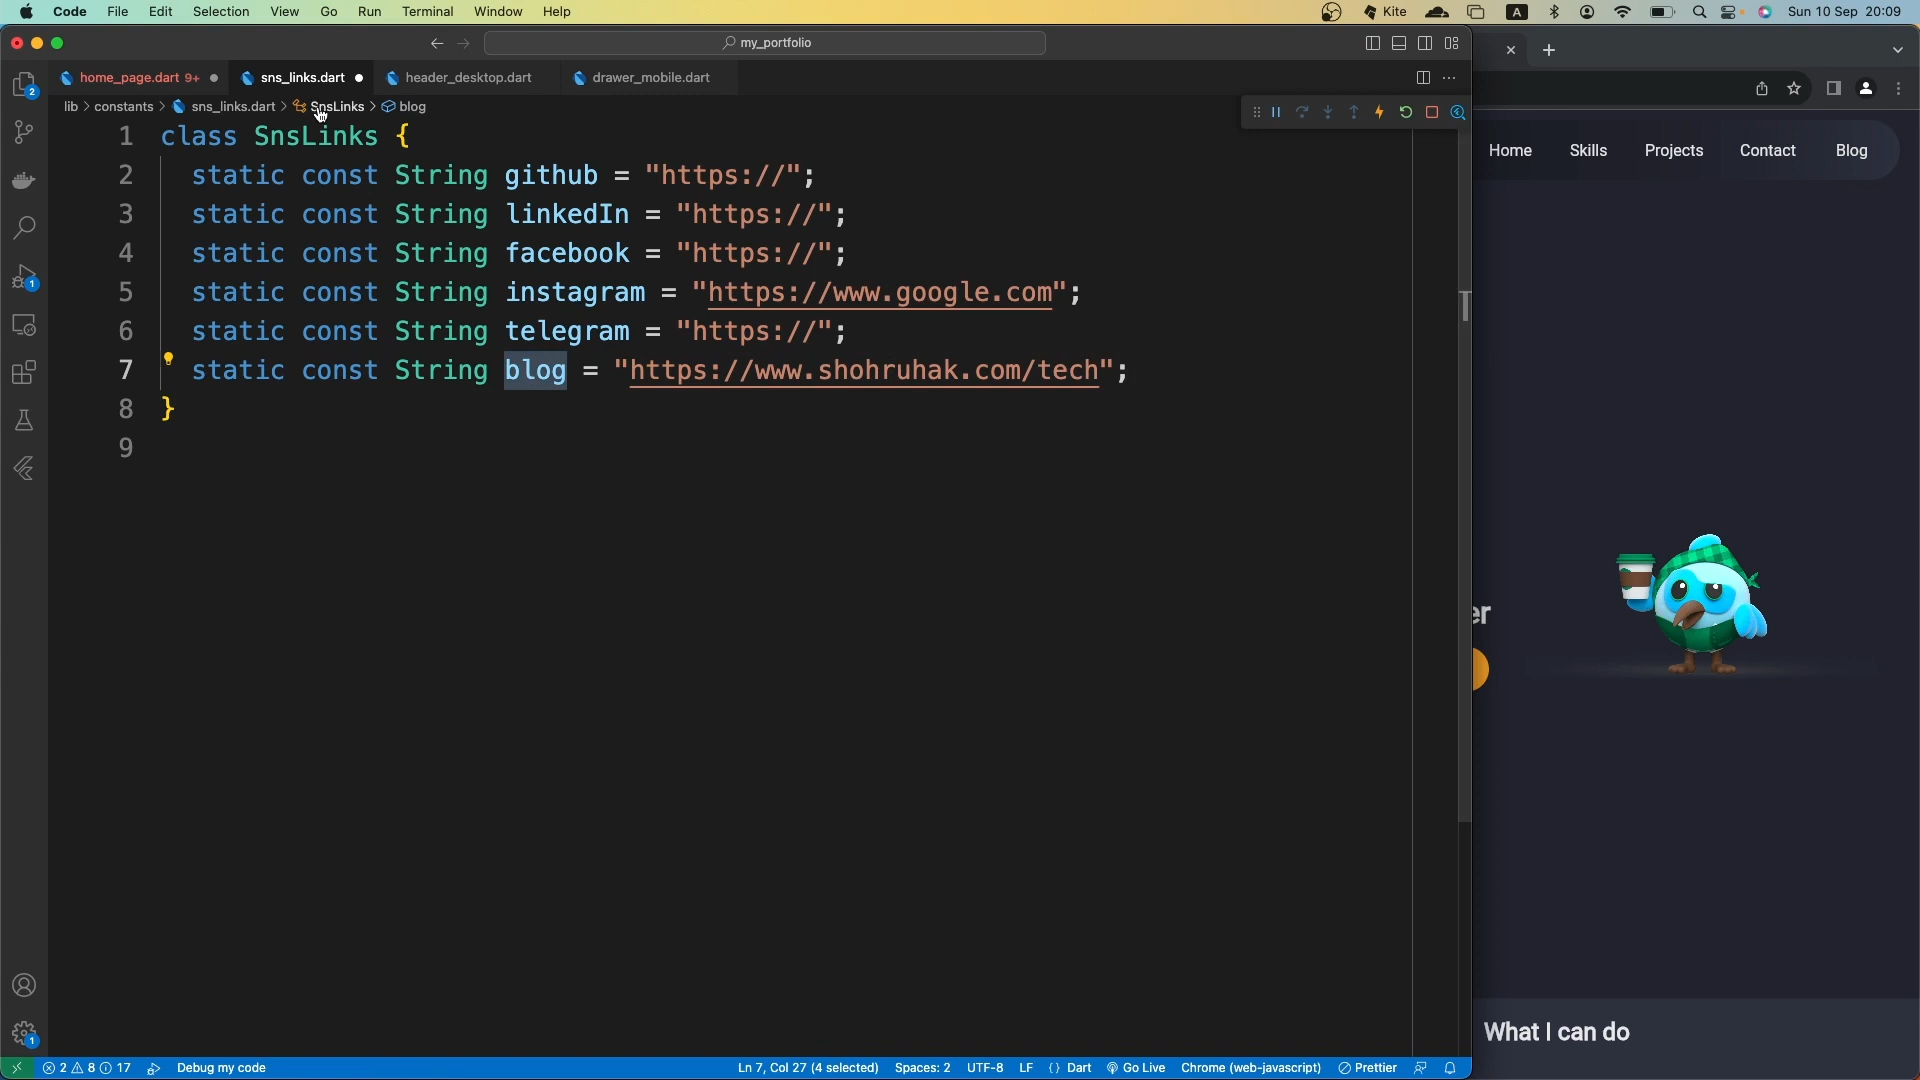 Code File Edit Selection View Go Run Terminal Window Help
Kite A Sun 10 Sep 20:09
my_portfolio
home_page.dart 9+ sns_links.dart header_desktop.dart drawer_mobile.dart
lib > constants > sns_links.dart > SnsLinks > blog
1 class SnsLinks {
2 static const String github = "https://";
3 static const String linkedIn = "https://";
4 static const String facebook = "https://";
5 static const String instagram = "https://www.google.com";
6 static const String telegram = "https://";
7 static const String blog = "https://www.shohruhak.com/tech";
8 }
9
2
1
1
Home Skills Projects Contact Blog
er
What I can do
2 8 17 Debug my code Ln 7, Col 27 (4 selected) Spaces: 2 UTF-8 LF {} Dart Go Live Chrome (web-javascript) Prettier